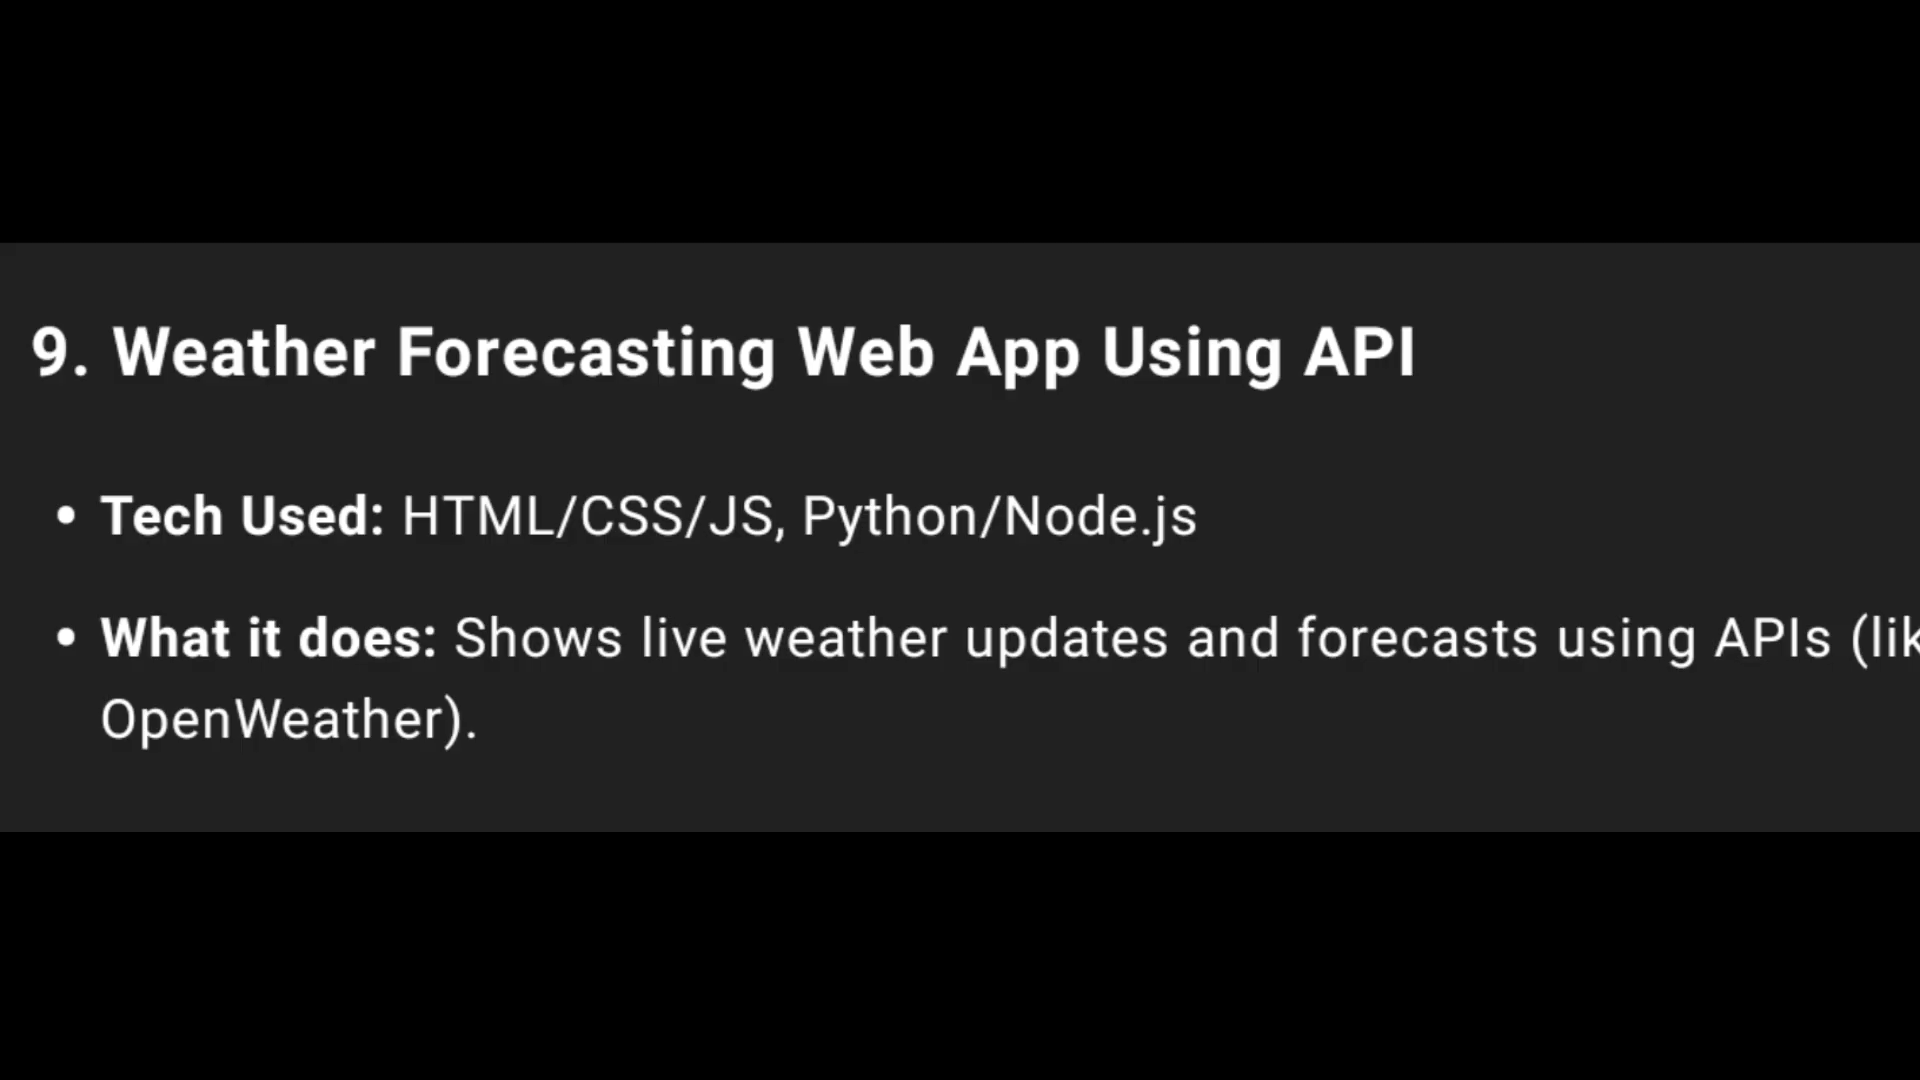 9. Weather Forecasting Web App Using API
• Tech Used: HTML/CSS/JS, Python/Node.js
• What it does: Shows live weather updates and forecasts using APIs (lik
OpenWeather).